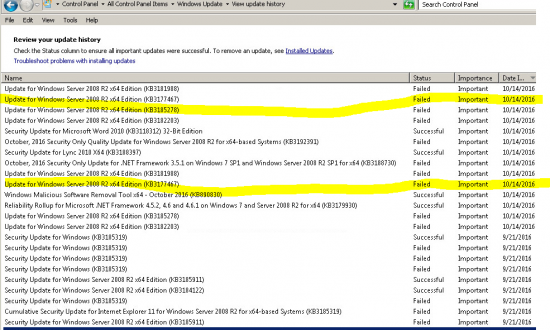 Control Panel ▸ All Control Panel Items ▸ Windows Update ▸ View update history
Search Control Panel
File Edit View Tools Help
Review your update history
Check the Status column to ensure all important updates were successful. To remove an update, see Installed Updates.
Troubleshoot problems with installing updates
Name Status Importance Date I...
Update for Windows Server 2008 R2 x64 Edition (KB3181988) Failed Important 10/14/2016
Update for Windows Server 2008 R2 x64 Edition (KB3177467) Failed Important 10/14/2016
Update for Windows Server 2008 R2 x64 Edition (KB3185278) Failed Important 10/14/2016
Update for Windows Server 2008 R2 x64 Edition (KB3182203) Failed Important 10/14/2016
Security Update for Microsoft Word 2010 (KB3118312) 32-Bit Edition Successful Important 10/14/2016
October, 2016 Security Only Quality Update for Windows Server 2008 R2 for x64-based Systems (KB3192391) Failed Important 10/14/2016
Security Update for Lync 2010 X64 (KB3188397) Successful Important 10/14/2016
October, 2016 Security Only Update for .NET Framework 3.5.1 on Windows 7 SP1 and Windows Server 2008 R2 SP1 for x64 (KB3188730) Failed Important 10/14/2016
Update for Windows Server 2008 R2 x64 Edition (KB3181988) Failed Important 10/14/2016
Update for Windows Server 2008 R2 x64 Edition (KB3177467) Failed Important 10/14/2016
Windows Malicious Software Removal Tool x64 - October 2016 (KB890830) Successful Important 10/14/2016
Reliability Rollup for Microsoft .NET Framework 4.5.2, 4.6 and 4.6.1 on Windows 7 and Server 2008 R2 for x64 (KB3179930) Successful Important 10/14/2016
Update for Windows Server 2008 R2 x64 Edition (KB3182203) Failed Important 10/14/2016
Security Update for Windows (KB3185319) Failed Important 9/21/2016
Security Update for Windows (KB3185319) Failed Important 9/21/2016
Security Update for Windows (KB3185319) Failed Important 9/21/2016
Security Update for Windows (KB3185319) Failed Important 9/21/2016
Security Update for Windows Server 2008 R2 x64 Edition (KB3185911) Successful Important 9/21/2016
Security Update for Windows Server 2008 R2 x64 Edition (KB3184122) Successful Important 9/21/2016
Security Update for Windows (KB3185319) Failed Important 9/21/2016
Security Update for Windows (KB3185319) Failed Important 9/21/2016
Cumulative Security Update for Internet Explorer 11 for Windows Server 2008 R2 for x64-based Systems (KB3185319) Failed Important 9/21/2016
Security Update for Windows Server 2008 R2 x64 Edition (KB3185911) Failed Important 9/21/2016